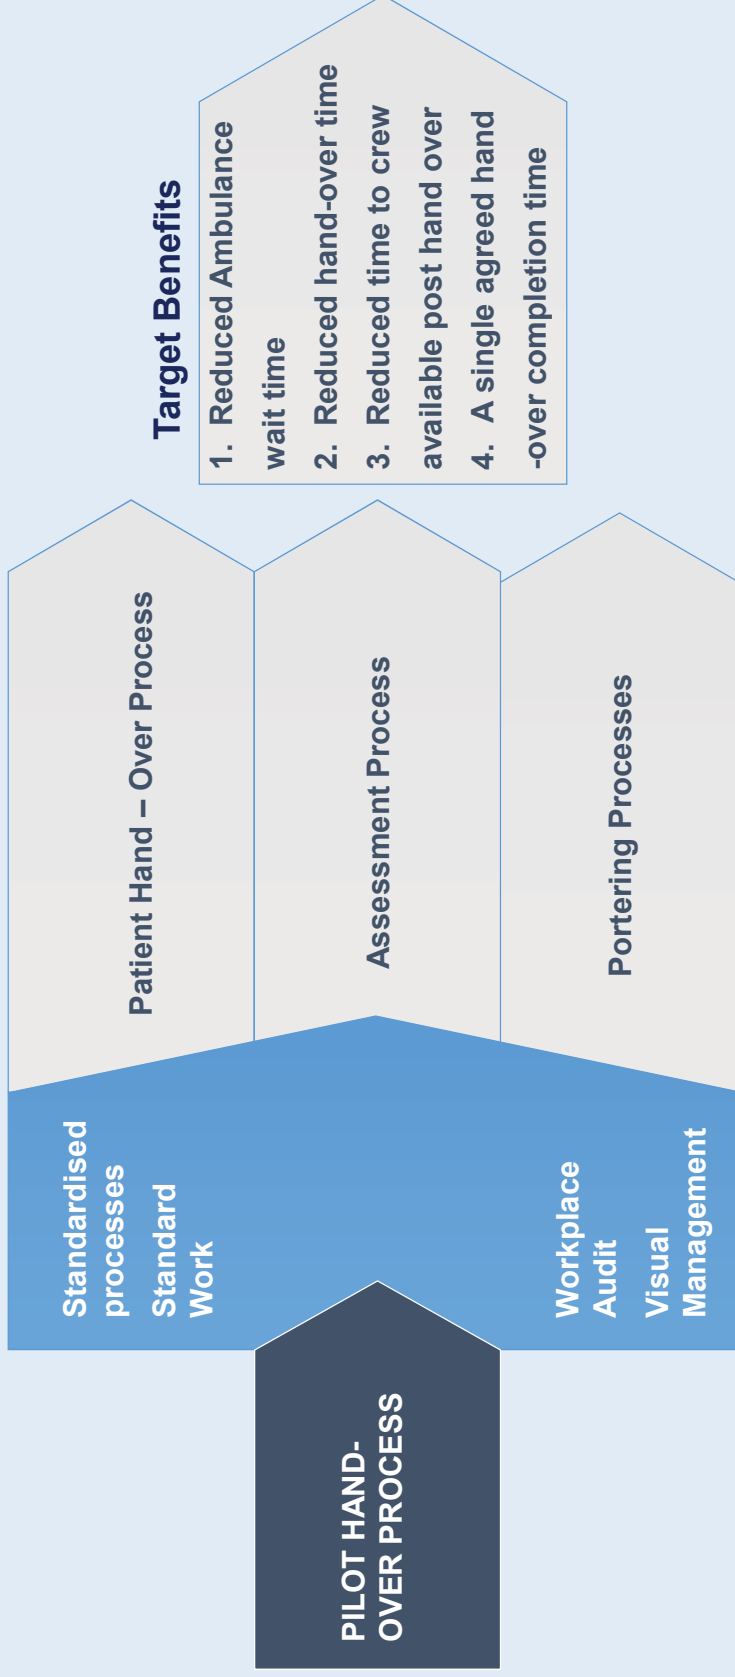 PILOT HAND-
OVER PROCESS
Standardised
processes
Standard
Work
Workplace
Audit
Visual
Management
Patient Hand – Over Process
Assessment Process
Portering Processes
Target Benefits
1. Reduced Ambulance
wait time
2. Reduced hand-over time
3. Reduced time to crew
available post hand over
4. A single agreed hand
-over completion time